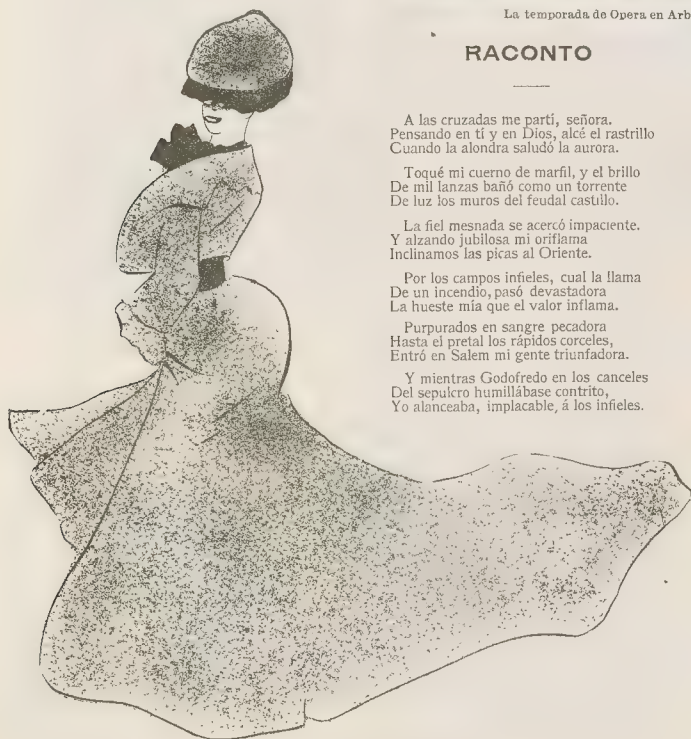 La temporada de Opera en Arb
RACONTO
A las cruzadas me partí, señora.
Pensando en tí y en Dios, alcé el rastrillo
Cuando la alondra saludó la aurora.
Toqué mi cuerno de marfil, y el brillo
De mil lanzas bañó como un torrente
De luz los muros del feudal castillo.
La fiel mesnada se acercó impaciente.
Y alzando jubilosa mi oriflama
Inclinamos las picas al Oriente.
Por los campos infieles, cual la llama
De un incendio, pasó devastadora
La hueste mía que el valor inflama.
Purpurados en sangre pecadora
Hasta el pretal los rápidos corceles,
Entró en Salem mi gente triunfadora.
Y mientras Godofredo en los canceles
Del sepulcro humillábase contrito,
Yo alanceaba, implacable, á los infieles.